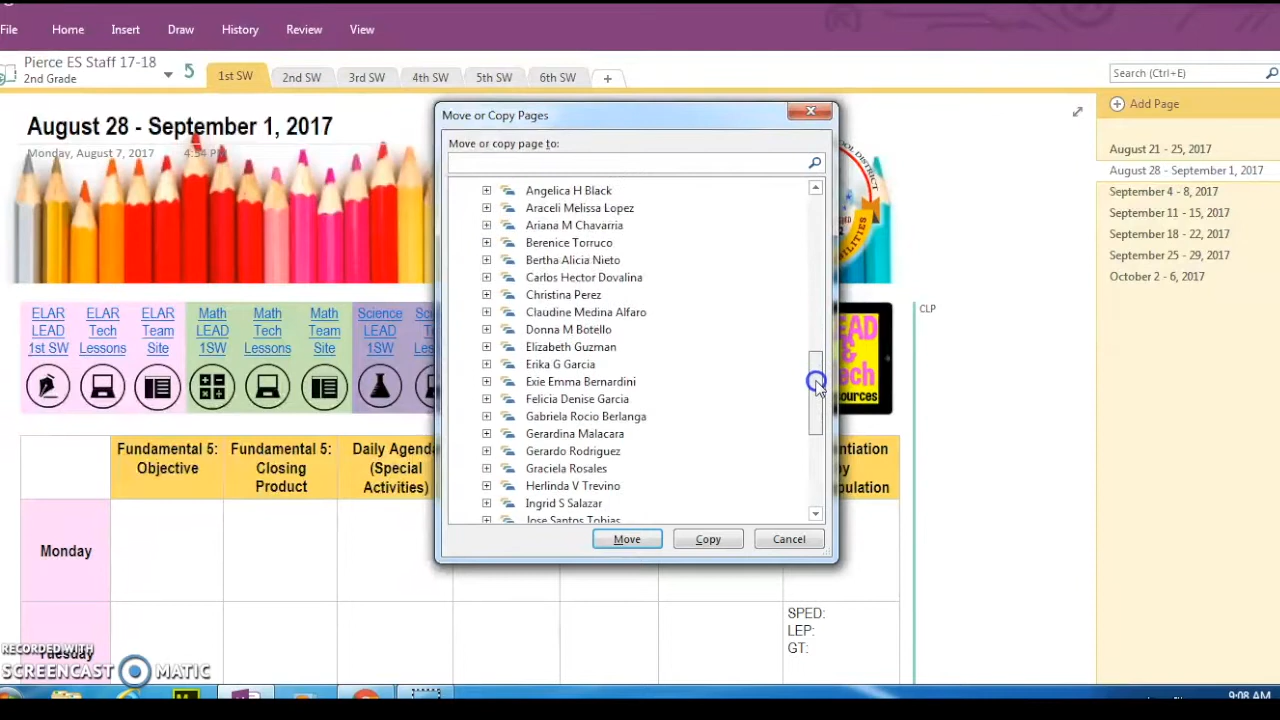 File Home Insert Draw History Review View
Pierce ES Staff 17-18
2nd Grade
1st SW 2nd SW 3rd SW 4th SW 5th SW 6th SW +
Search (Ctrl+E)
Add Page
August 21 - 25, 2017
August 28 - September 1, 2017
September 4 - 8, 2017
September 11 - 15, 2017
September 18 - 22, 2017
September 25 - 29, 2017
October 2 - 6, 2017
August 28 - September 1, 2017
Monday, August 7, 2017
Move or Copy Pages
Move or copy page to:
Angelica H Black
Araceli Melissa Lopez
Ariana M Chavarria
Berenice Torruco
Bertha Alicia Nieto
Carlos Hector Dovalina
Christina Perez
Claudine Medina Alfaro
Donna M Botello
Elizabeth Guzman
Erika G Garcia
Exie Emma Bernardini
Felicia Denise Garcia
Gabriela Rocio Berlanga
Gerardina Malacara
Gerardo Rodriguez
Graciela Rosales
Herlinda V Trevino
Ingrid S Salazar
Jose Santos Tobias
Move Copy Cancel
ELAR
LEAD
1st SW
ELAR
Tech
Lessons
ELAR
Team
Site
Math
LEAD
1SW
Math
Tech
Lessons
Math
Team
Site
Science
LEAD
1SW
CLP
Fundamental 5:
Objective
Fundamental 5:
Closing
Product
Daily Agenda
(Special
Activities)
Monday
Tuesday
SPED:
LEP:
GT:
RECORDED WITH
SCREENCAST MATIC
9:08 AM